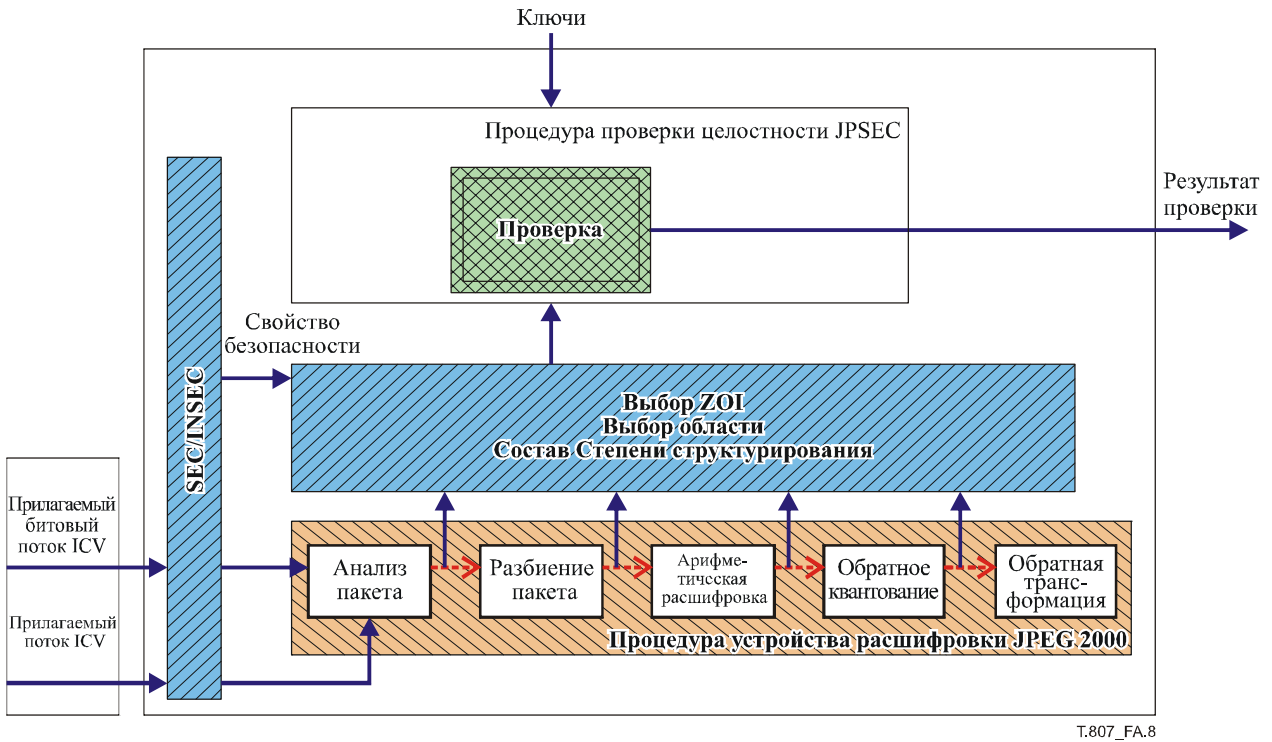 Ключи
Процедура проверки целостности JPSEC
Проверка
Результат
проверки
Свойство
безопасности
SEC/INSEC
Выбор ZOI
Выбор области
Состав Степени структурирования
Прилагаемый
битовый
поток ICV
Прилагаемый
поток ICV
Анализ
пакета
Разбиение
пакета
Арифме-
тическая
расшифровка
Обратное
квантование
Обратная
транс-
формация
Процедура устройства расшифровки JPEG 2000
T.807_FA.8